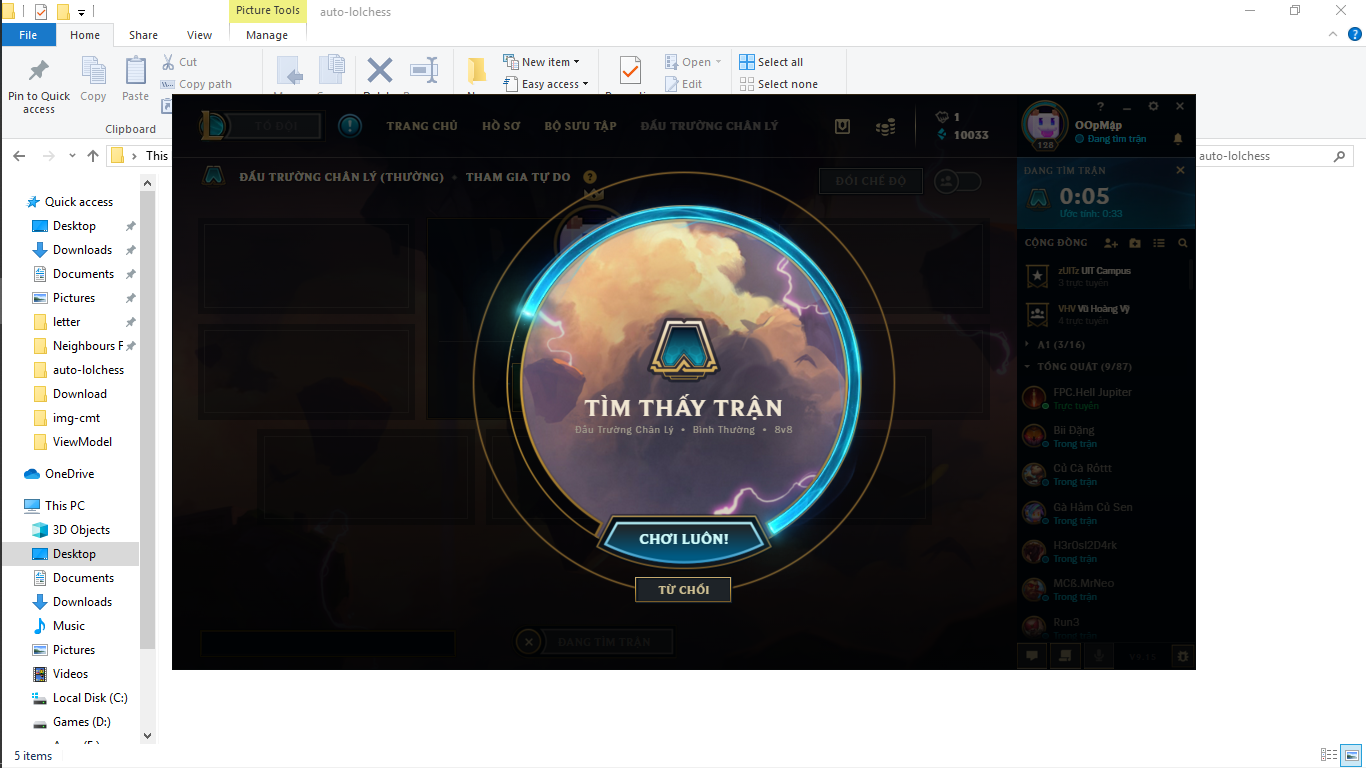 Picture Tools
auto-lolchess
File
Home
Share
View
Manage
Pin to Quick access
Copy
Paste
Cut
Copy path
Clipboard
New item
Easy access
Open
Edit
Select all
Select none
This
auto-lolchess
Quick access
Desktop
Downloads
Documents
Pictures
letter
Neighbours F
auto-lolchess
Download
img-cmt
ViewModel
OneDrive
This PC
3D Objects
Desktop
Documents
Downloads
Music
Pictures
Videos
Local Disk (C:)
Games (D:)
5 items
TỔ ĐỘI
TRANG CHỦ
HỒ SƠ
BỘ SƯU TẬP
ĐẤU TRƯỜNG CHÂN LÝ
1
10033
128
OOpMập
Đang tìm trận
ĐẤU TRƯỜNG CHÂN LÝ (THƯỜNG) • THAM GIA TỰ DO
ĐỔI CHẾ ĐỘ
ĐANG TÌM TRẬN
0:05
Ước tính: 0:33
CỘNG ĐỒNG
zUITz UIT Campus
3 trực tuyến
VHV Vũ Hoàng Vỹ
4 trực tuyến
A1 (3/16)
TỔNG QUÁT (9/87)
FPC.Hell Jupiter
Trực tuyến
Bii Đặng
Trong trận
Củ Cà Rốttt
Trong trận
Gà Hầm Củ Sen
Trong trận
H3r0sl2D4rk
Trong trận
MCß.MrNeo
Trong trận
Run3
Trong trận
TÌM THẤY TRẬN
Đấu Trường Chân Lý • Bình Thường • 8v8
CHƠI LUÔN!
TỪ CHỐI
ĐANG TÌM TRẬN